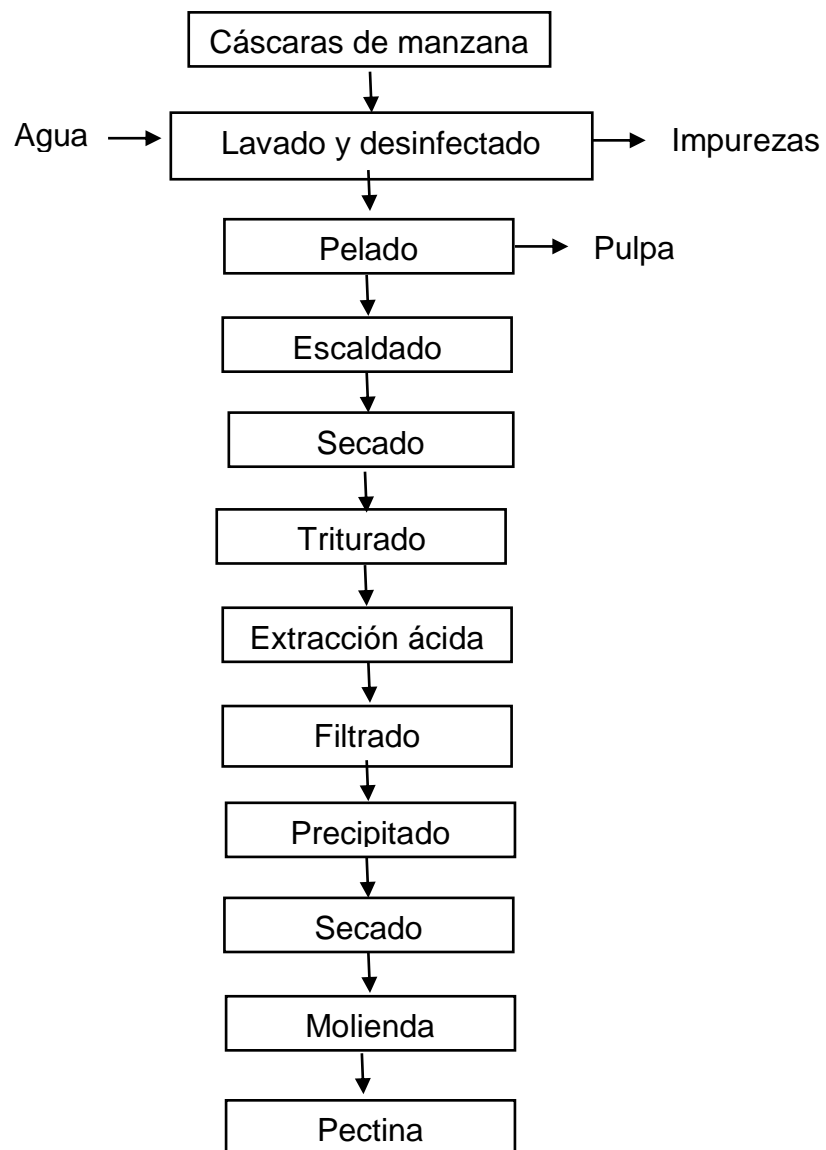 Cáscaras de manzana
Agua
Lavado y desinfectado
Impurezas
Pelado
Pulpa
Escaldado
Secado
Triturado
Extracción ácida
Filtrado
Precipitado
Secado
Molienda
Pectina